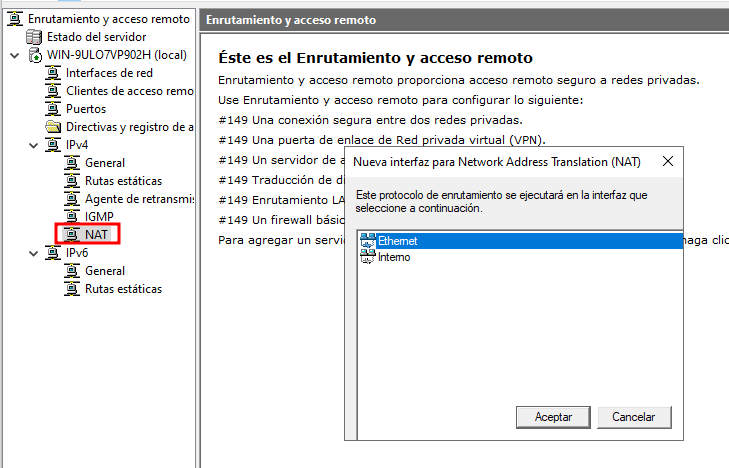 Enrutamiento y acceso remoto
Estado del servidor
WIN-9ULO7VP902H (local)
Interfaces de red
Clientes de acceso remo
Puertos
Directivas y registro de a
IPv4
General
Rutas estáticas
Agente de retransmi
IGMP
NAT
IPv6
General
Rutas estáticas
Enrutamiento y acceso remoto
Éste es el Enrutamiento y acceso remoto
Enrutamiento y acceso remoto proporciona acceso remoto seguro a redes privadas.
Use Enrutamiento y acceso remoto para configurar lo siguiente:
#149 Una conexión segura entre dos redes privadas.
#149 Una puerta de enlace de Red privada virtual (VPN).
#149 Un servidor de a
#149 Traducción de di
#149 Enrutamiento LA
#149 Un firewall básic
Para agregar un servi
haga clic
Nueva interfaz para Network Address Translation (NAT)
Este protocolo de enrutamiento se ejecutará en la interfaz que
seleccione a continuación.
Ethernet
Interno
Aceptar
Cancelar